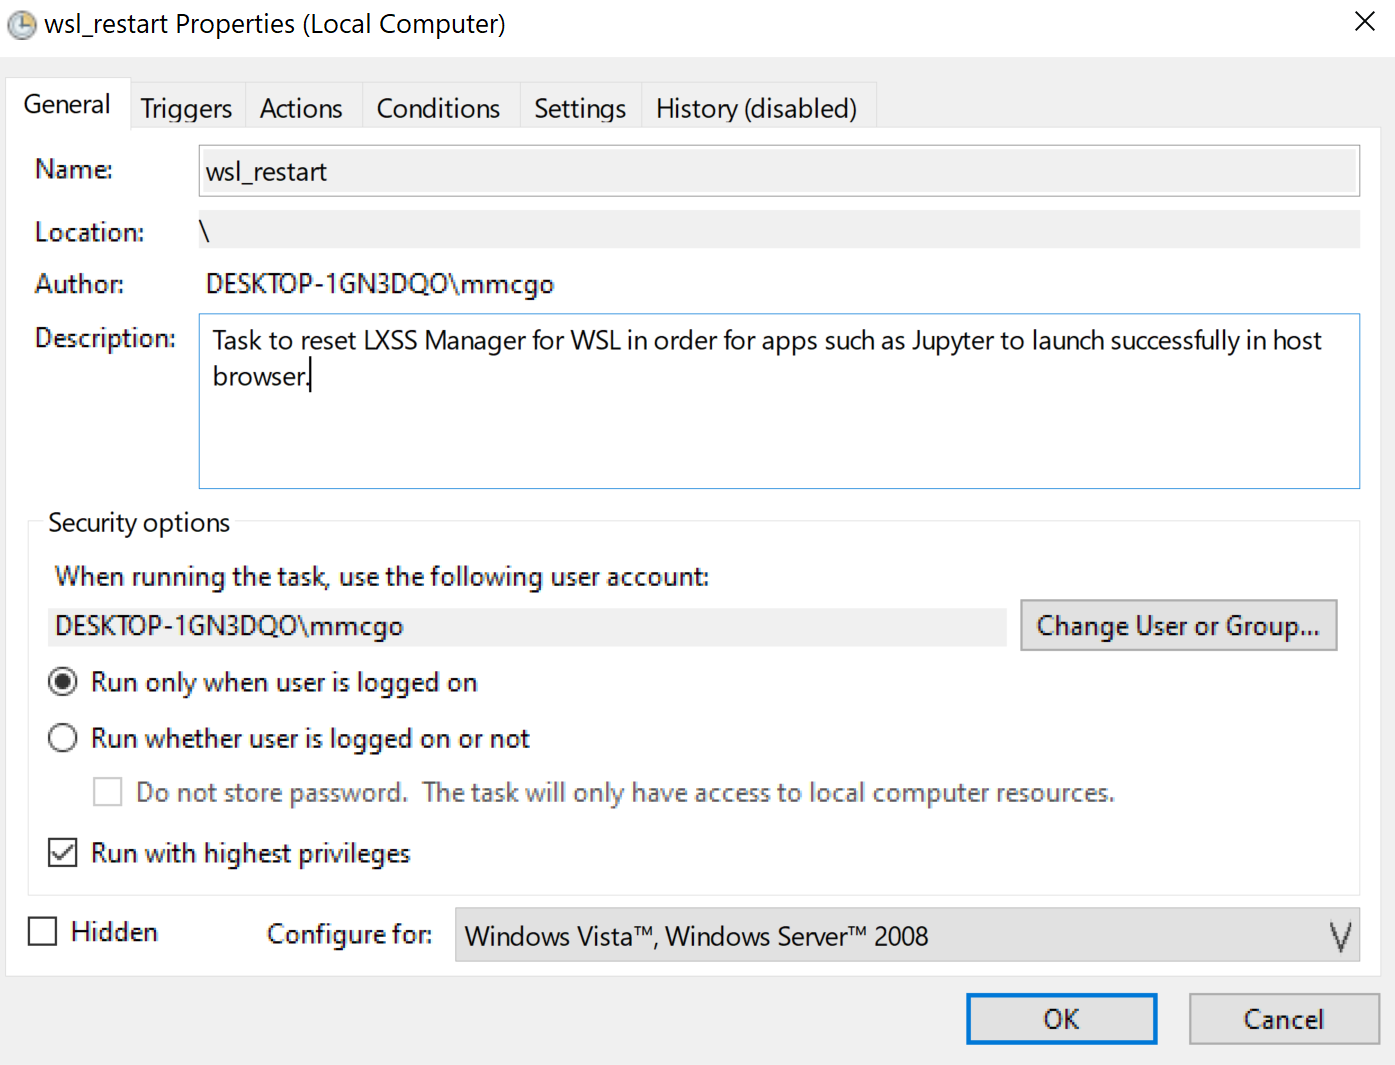 wsl_restart Properties (Local Computer)
General Triggers Actions Conditions Settings History (disabled)
Name: wsl_restart
Location: \
Author: DESKTOP-1GN3DQO\mmcgo
Description: Task to reset LXSS Manager for WSL in order for apps such as Jupyter to launch successfully in host
browser.
Security options
When running the task, use the following user account:
DESKTOP-1GN3DQO\mmcgo Change User or Group...
Run only when user is logged on
Run whether user is logged on or not
Do not store password. The task will only have access to local computer resources.
Run with highest privileges
Hidden Configure for: Windows Vista™, Windows Server™ 2008
OK Cancel